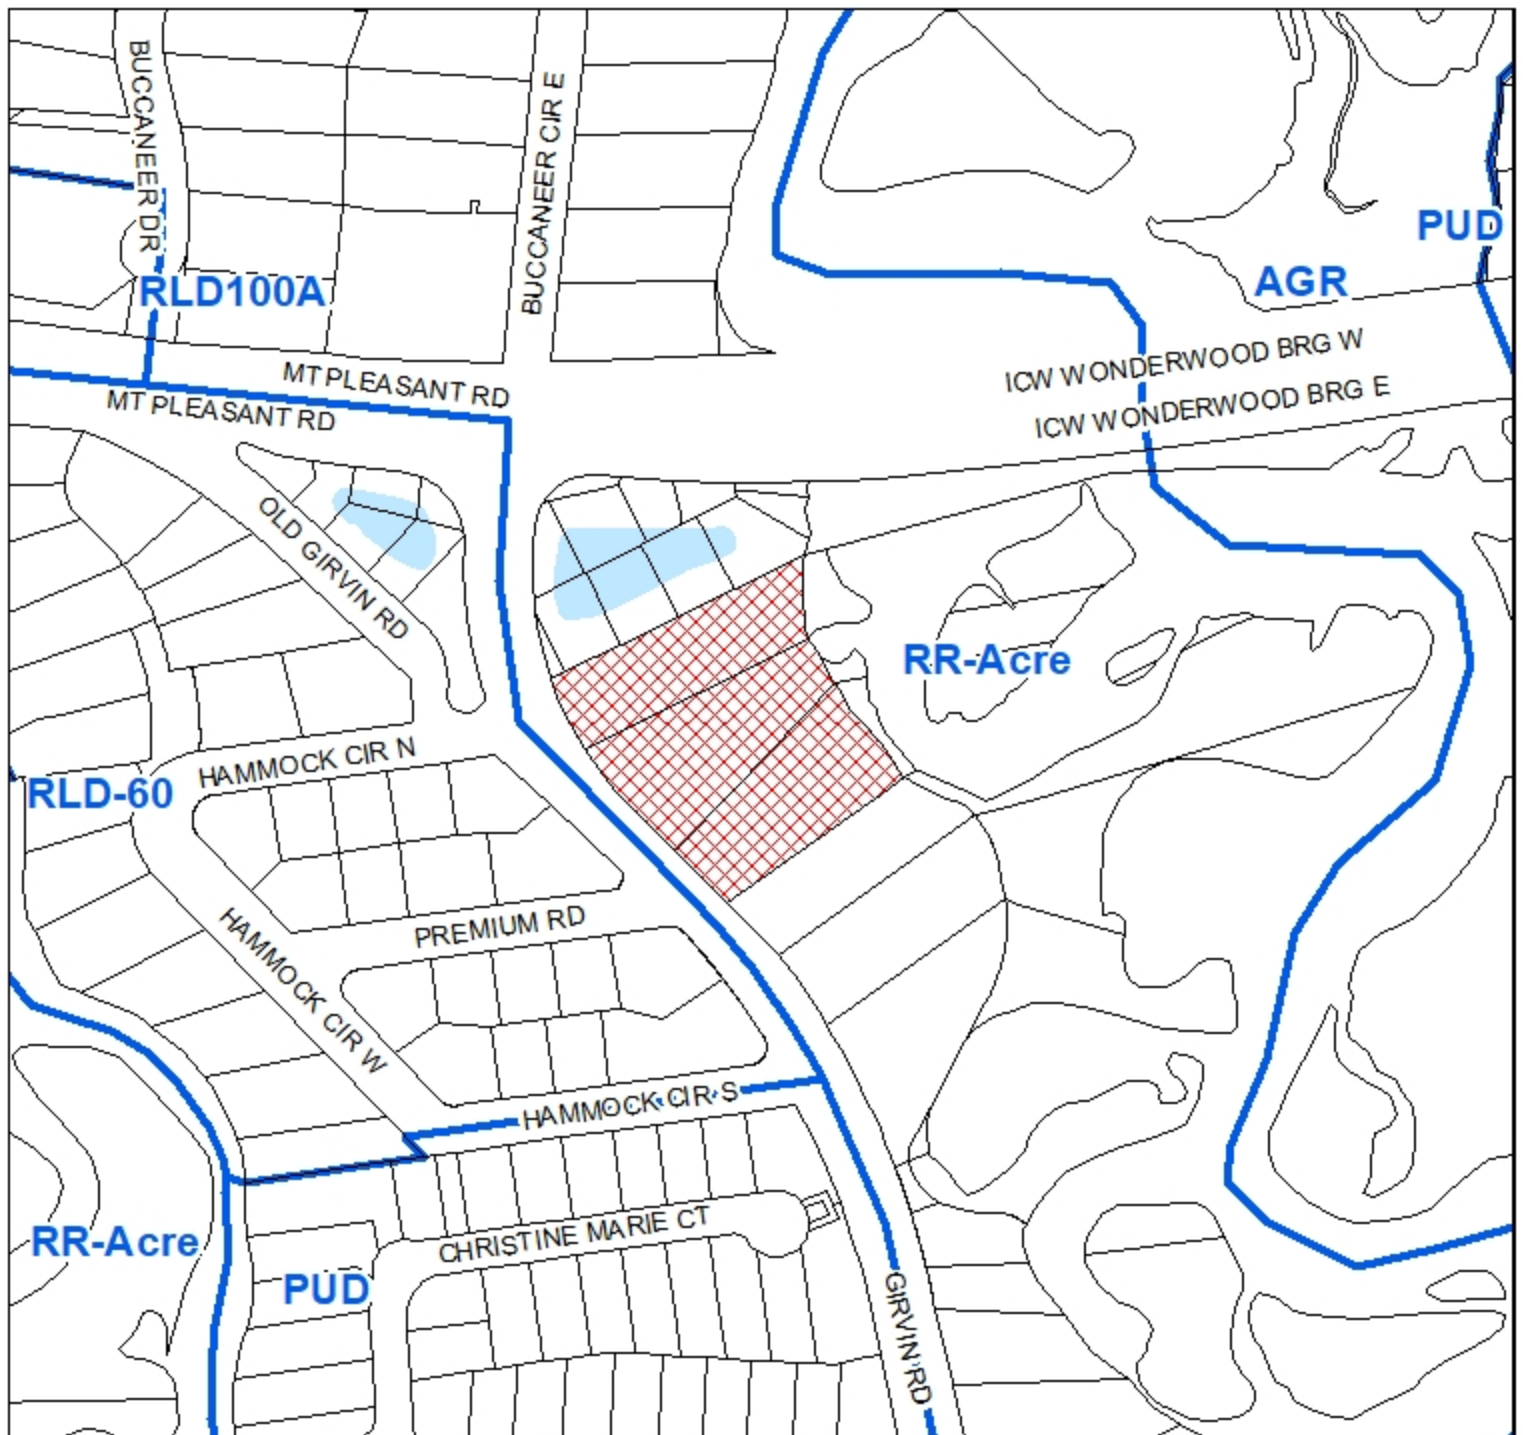 BUCCANEER DR
BUCCANEER CIR E
PUD
AGR
RLD100A
ICW WONDERWOOD BRG W
MT PLEASANT RD
ICW WONDERWOOD BRG E
MT PLEASANT RD
OLD GIRVIN RD
RR-Acre
HAMMOCK CIR N
RLD-60
PREMIUM RD
HAMMOCK CIR W
HAMMOCK CIR S
CHRISTINE MARIE CT
RR-Acre
PUD
GIRVIN RD